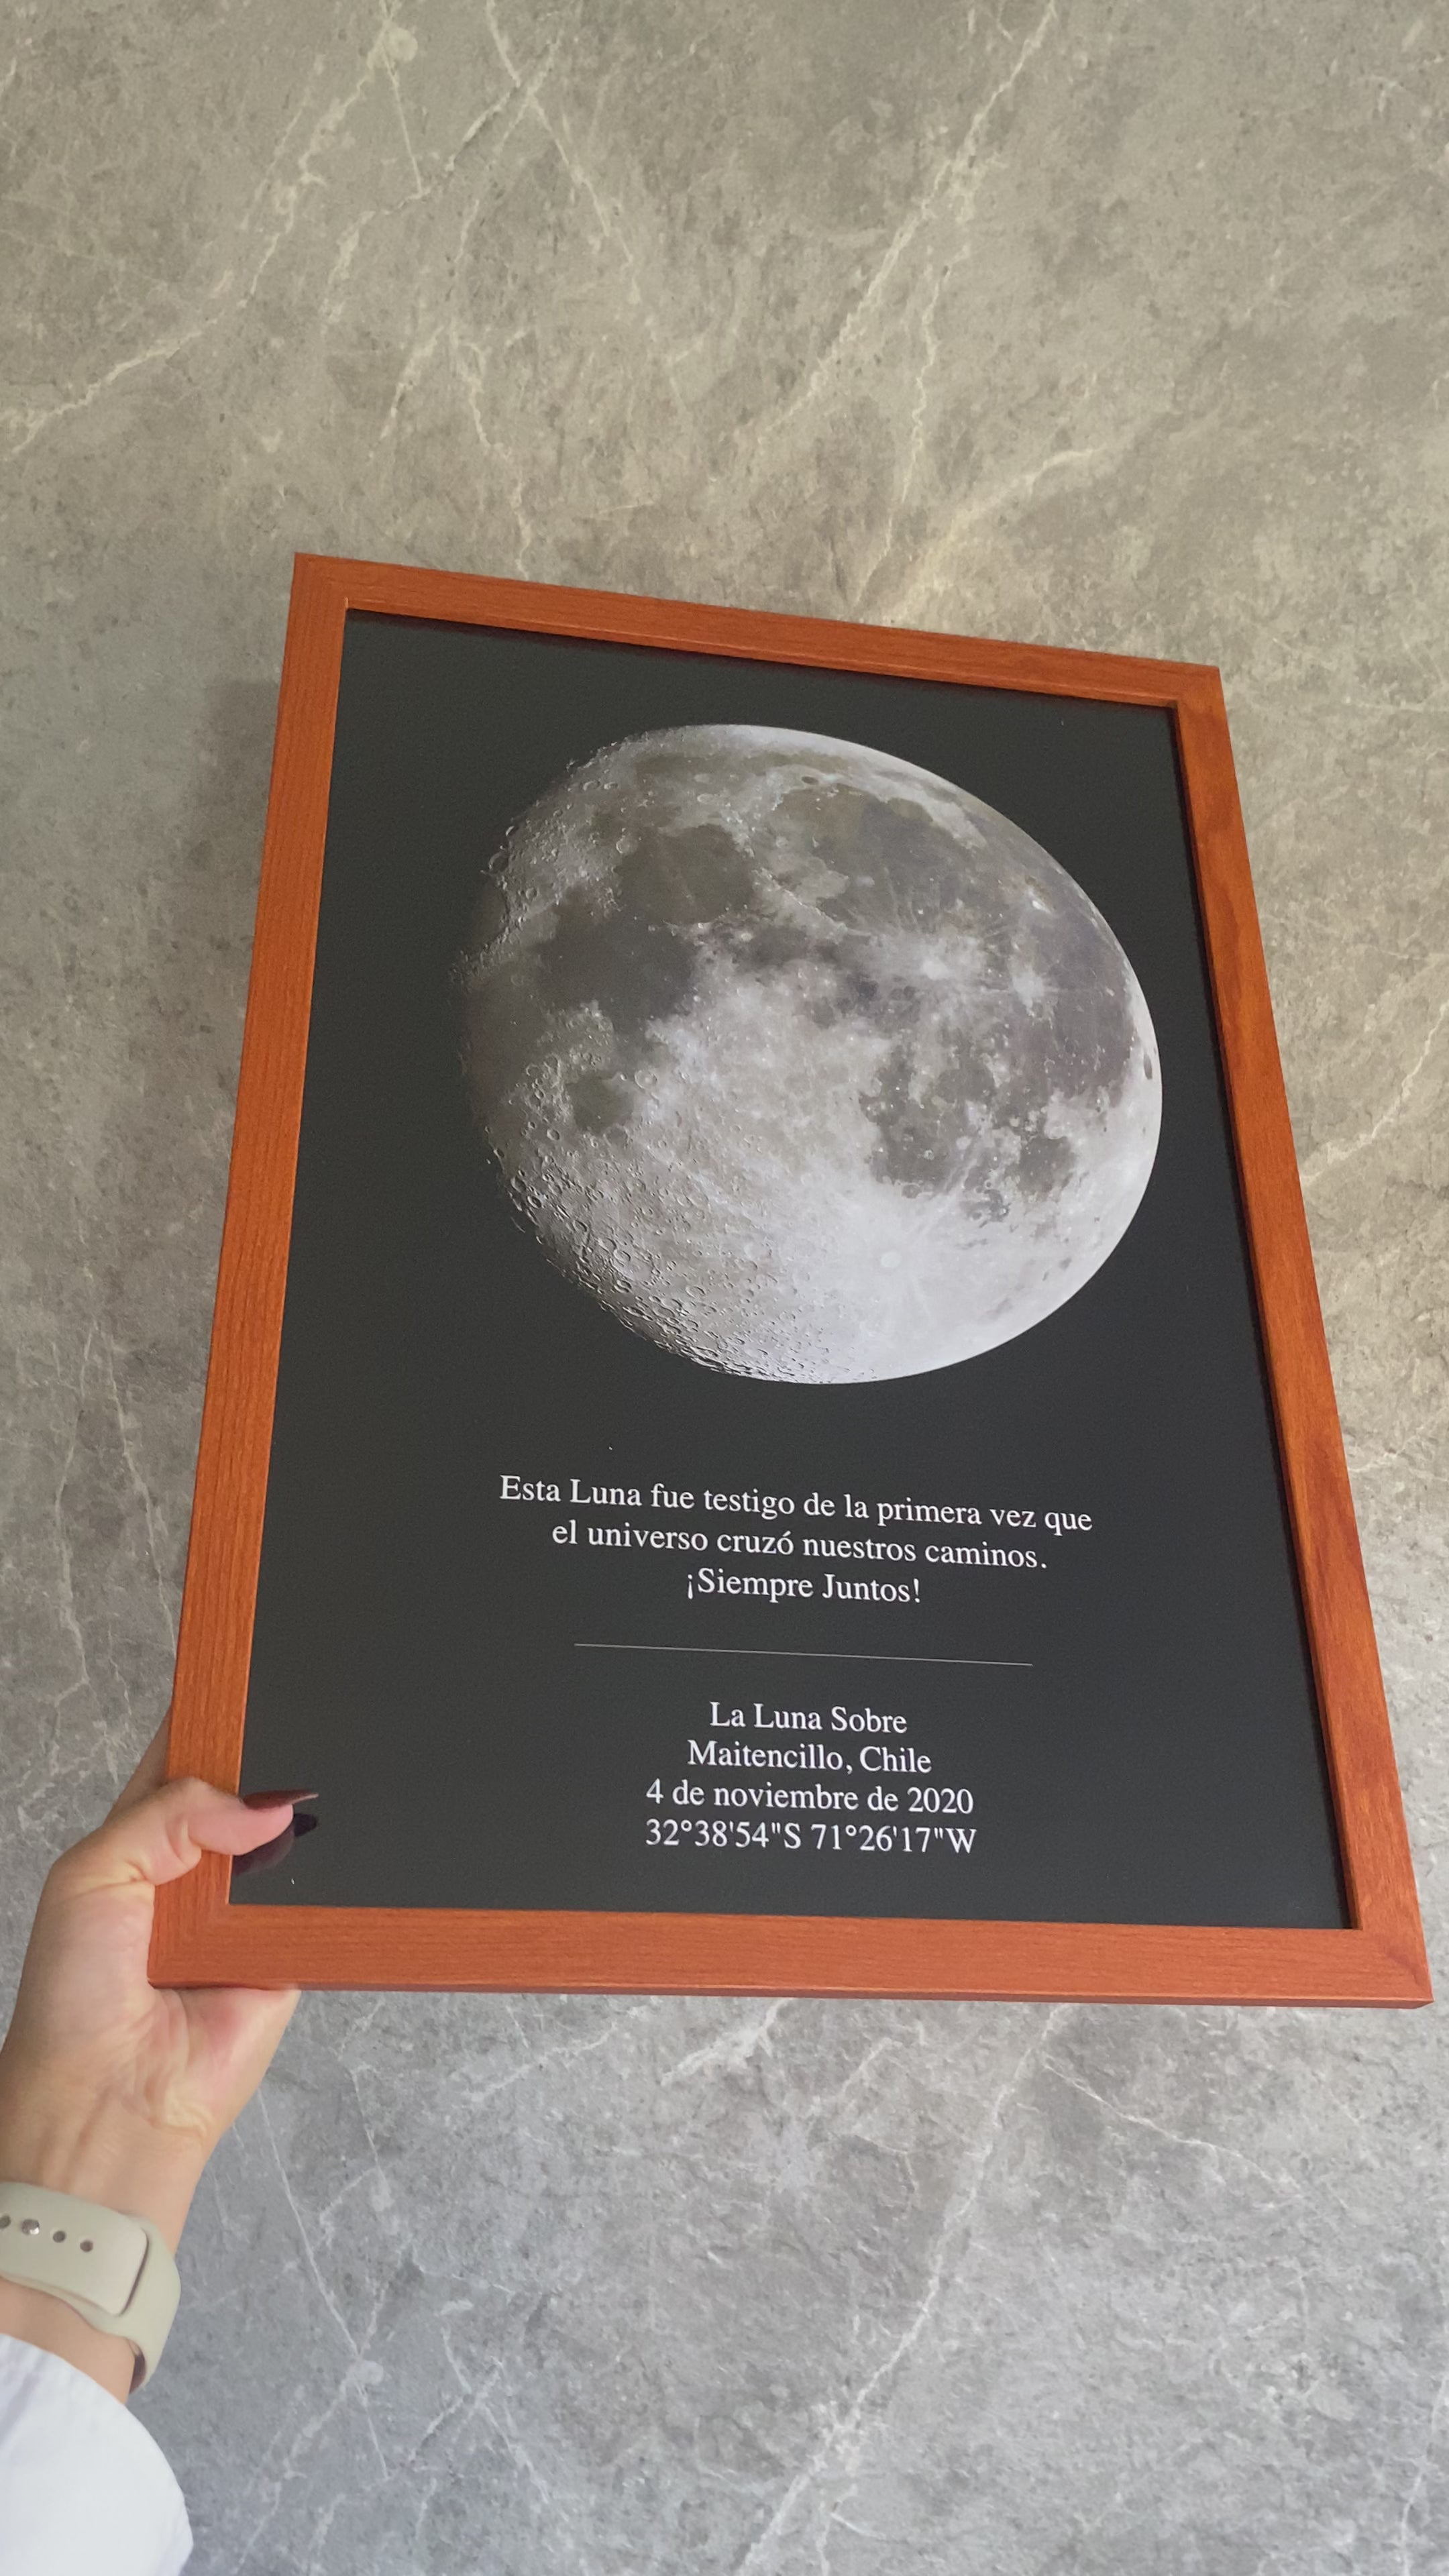 Esta Luna fue testigo de la primera vez que
el universo cruzó nuestros caminos.
¡Siempre Juntos!
La Luna Sobre
Maitencillo, Chile
4 de noviembre de 2020
32°38'54"S 71°26'17"W